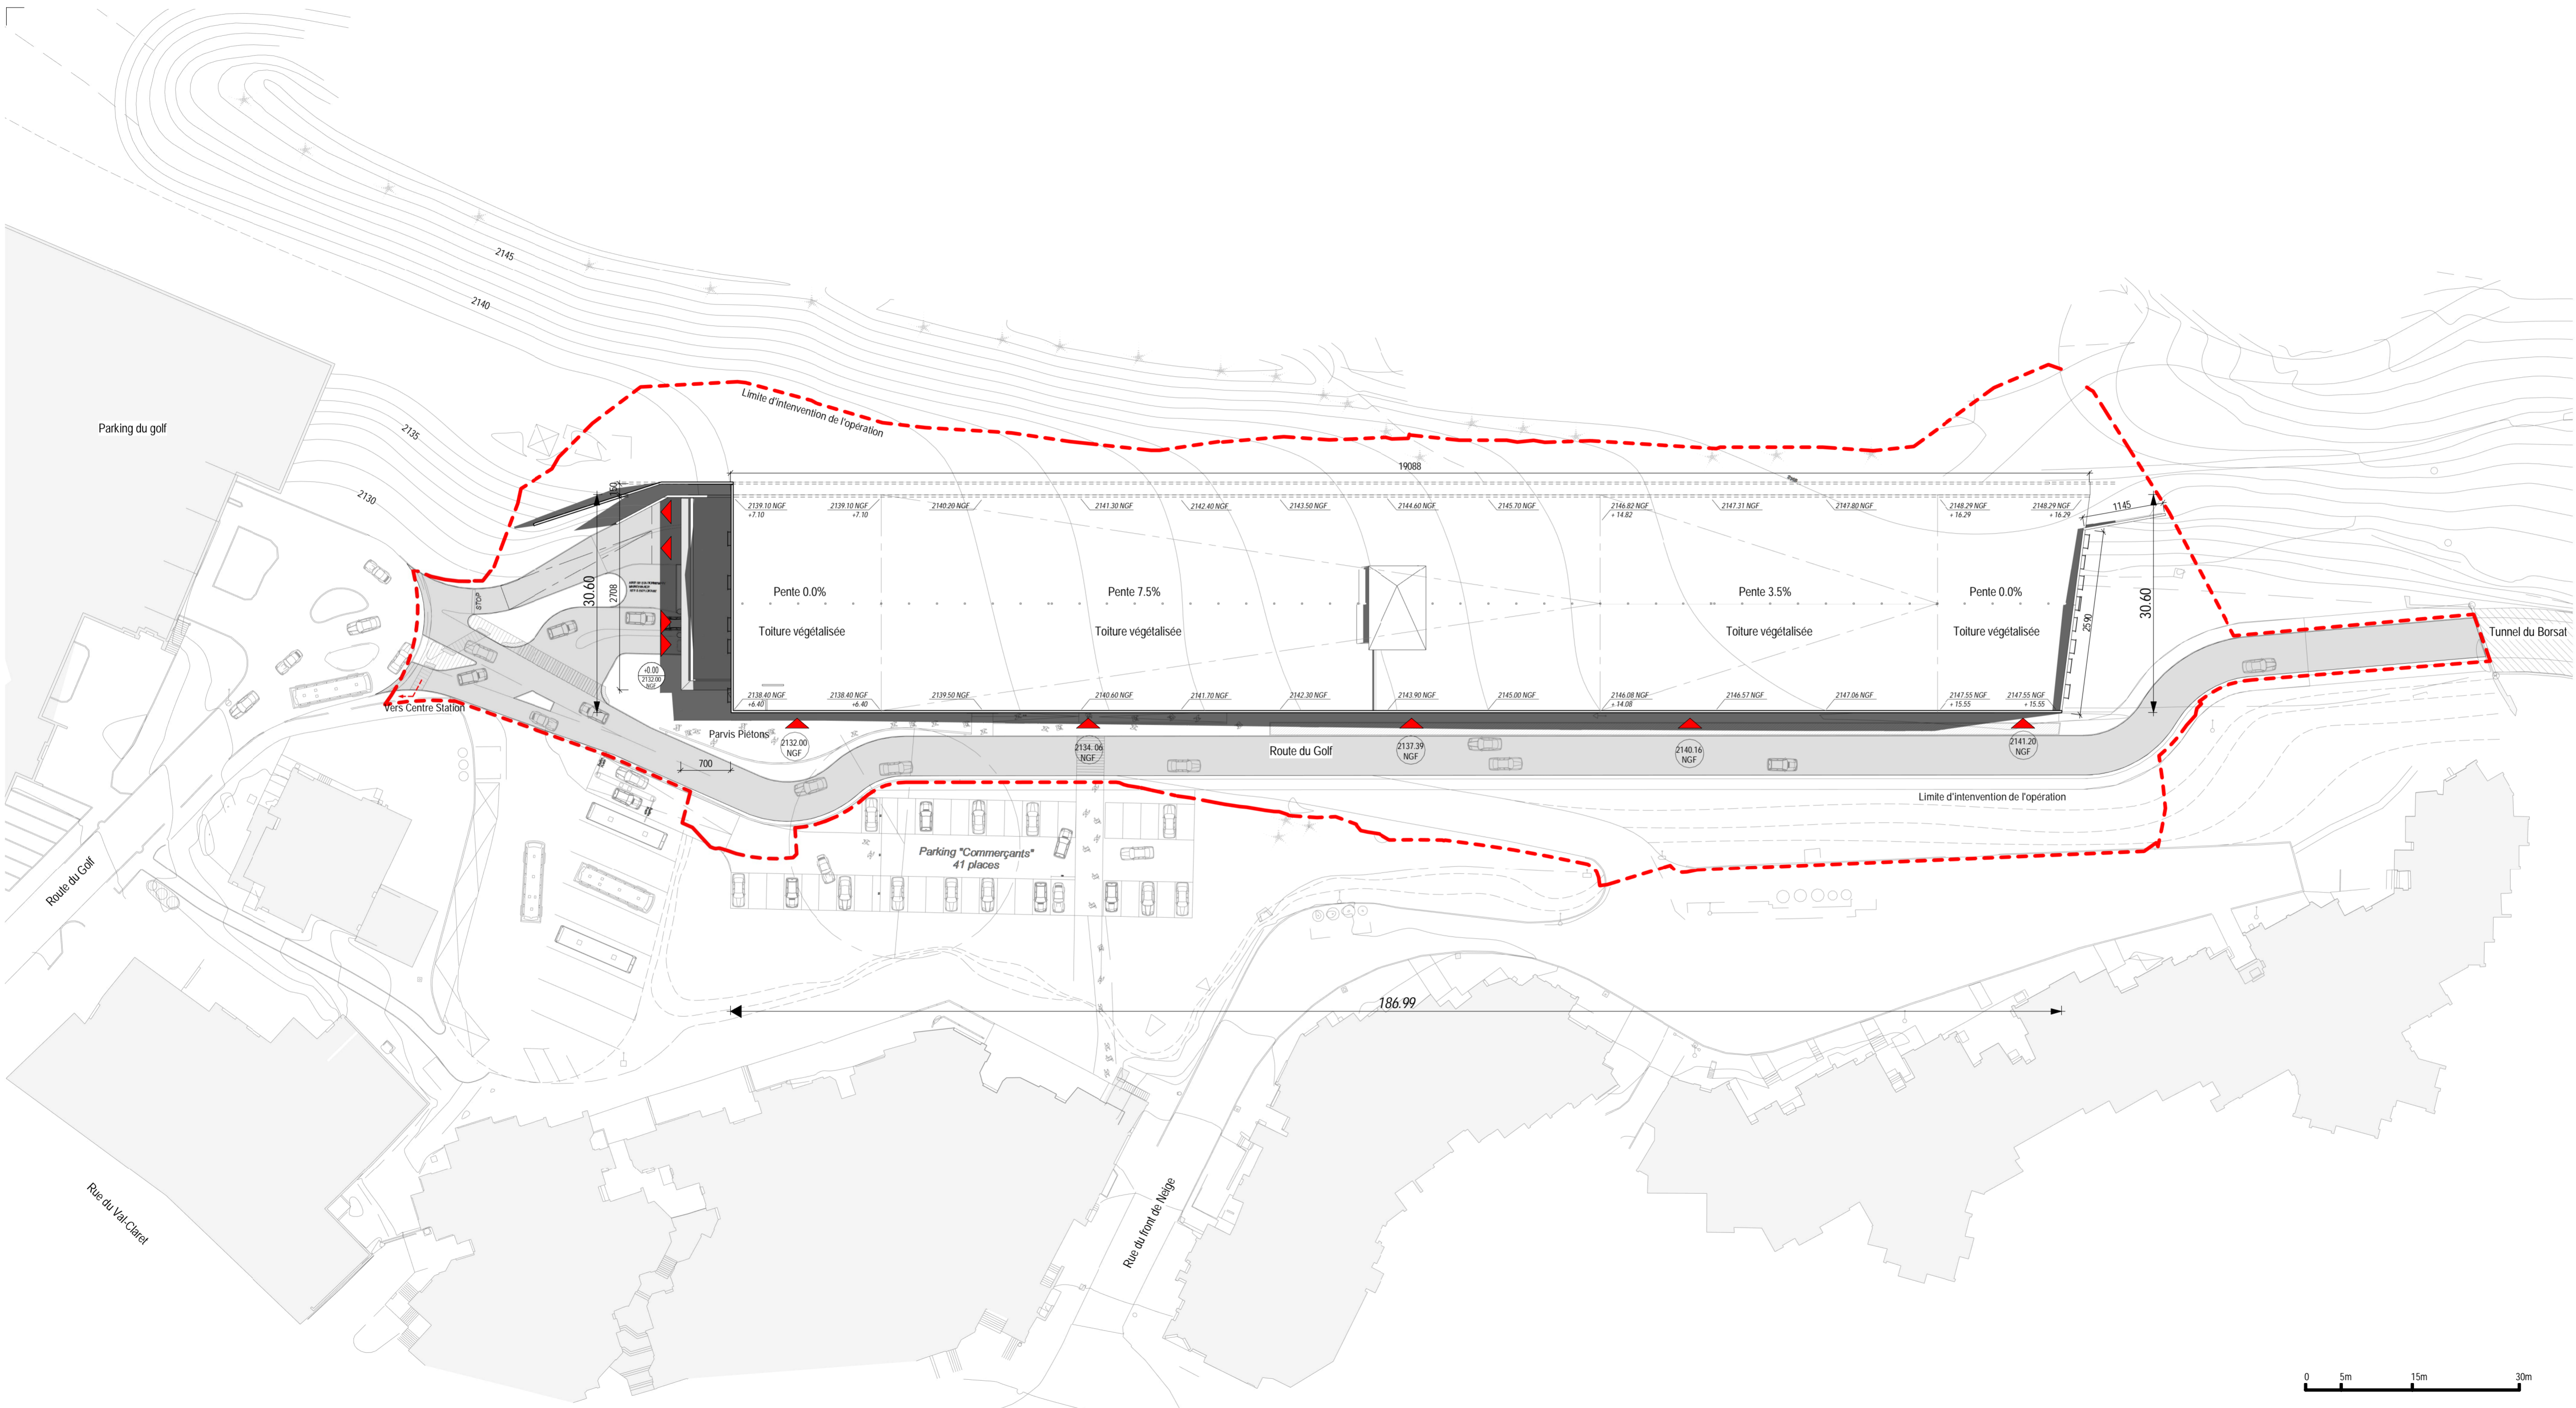 2145
2140
Parking du golf
2135
2130
Limite d'intenvention de l'opération
19088
150
2139.10 NGF
+7.10
2139.10 NGF
+7.10
2140.20 NGF
2141.30 NGF
2142.40 NGF
2143.50 NGF
2144.60 NGF
2145.70 NGF
2146.82 NGF
+ 14.82
2147.31 NGF
2147.80 NGF
2148.29 NGF
+ 16.29
2148.29 NGF
+ 16.29
1145
STOP
30.60
2708
Pente 0.0%
Toiture végétalisée
Pente 7.5%
Toiture végétalisée
Pente 3.5%
Toiture végétalisée
Pente 0.0%
Toiture végétalisée
2590
30.60
Tunnel du Borsat
+0.00
2132.00
NGF
2138.40 NGF
+6.40
2138.40 NGF
+6.40
2139.50 NGF
2140.60 NGF
2141.70 NGF
2142.30 NGF
2143.90 NGF
2145.00 NGF
2146.08 NGF
+ 14.08
2146.57 NGF
2147.06 NGF
2147.55 NGF
+ 15.55
2147.55 NGF
+ 15.55
Vers Centre Station
Parvis Piétons
2132.00
NGF
2134. 06
NGF
Route du Golf
2137.39
NGF
2140.16
NGF
2141.20
NGF
700
Limite d'intenvention de l'opération
Parking "Commerçants"
41 places
Route du Golf
186.99
Rue du Val-Claret
Rue du front de Neige
0
5m
15m
30m